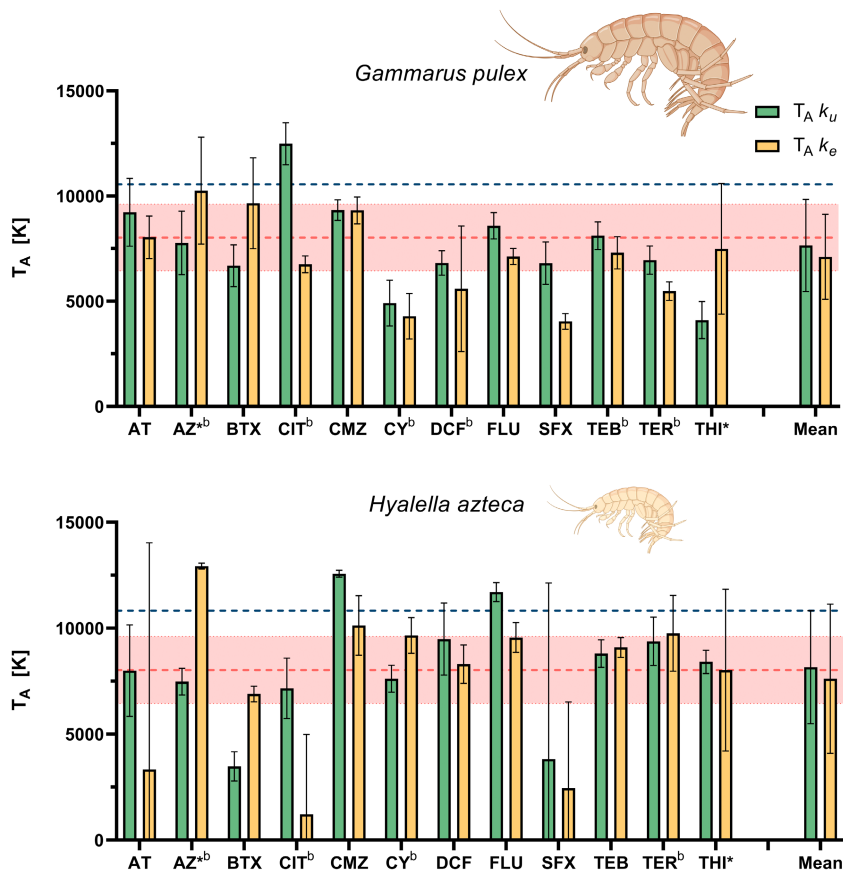 Gammarus pulex
15000
10000
5000
0
T_A [K]
T_A k_u
T_A k_e
AT AZ*^b BTX CIT^b CMZ CY^b DCF^b FLU SFX TEB^b TER^b THI* Mean
Hyalella azteca
15000
10000
5000
0
T_A [K]
AT AZ*^b BTX CIT^b CMZ CY^b DCF FLU SFX TEB TER^b THI* Mean